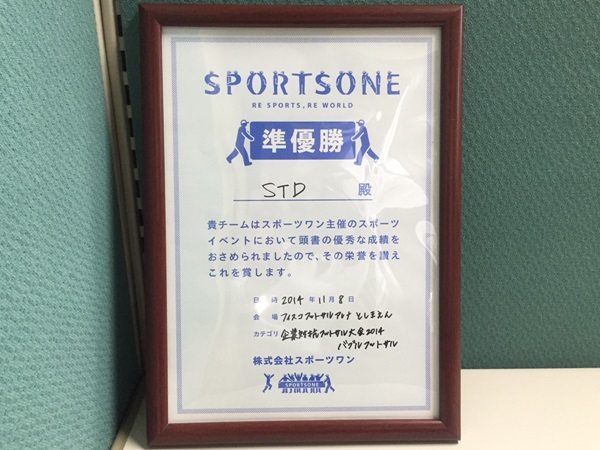 SPORTSONE
RE SPORTS, RE WORLD
準優勝
STD 殿
貴チームはスポーツワン主催のスポーツ
イベントにおいて頭書の優秀な成績を
おさめられましたので、その栄誉を讃え
これを賞します。
日 時 2014 年 11 月 8 日
会 場 フィスコフットサルアレナ としまえん
カテゴリ 企業対抗フットサル大会2014
バブルフットサル
株式会社スポーツワン
SPORTSONE